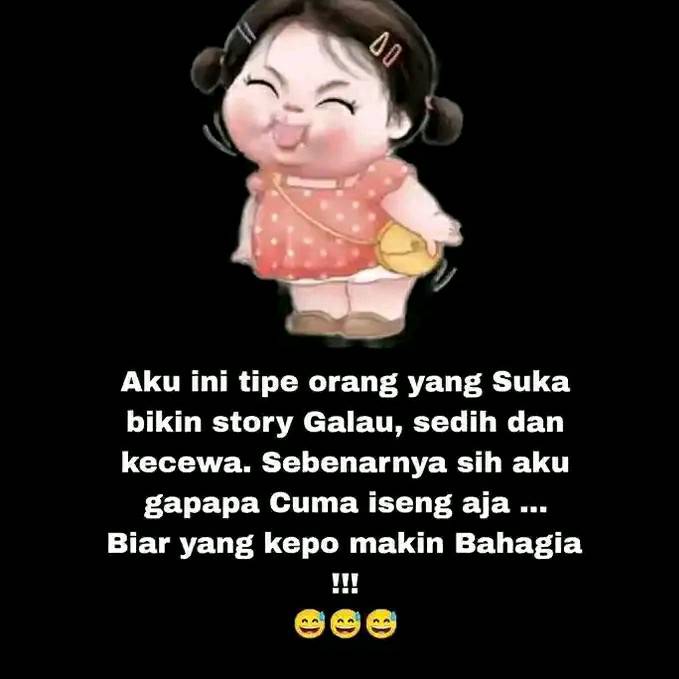 Aku ini tipe orang yang Suka
bikin story Galau, sedih dan
kecewa. Sebenarnya sih aku
gapapa Cuma iseng aja ...
Biar yang kepo makin Bahagia
!!!
😅😅😅